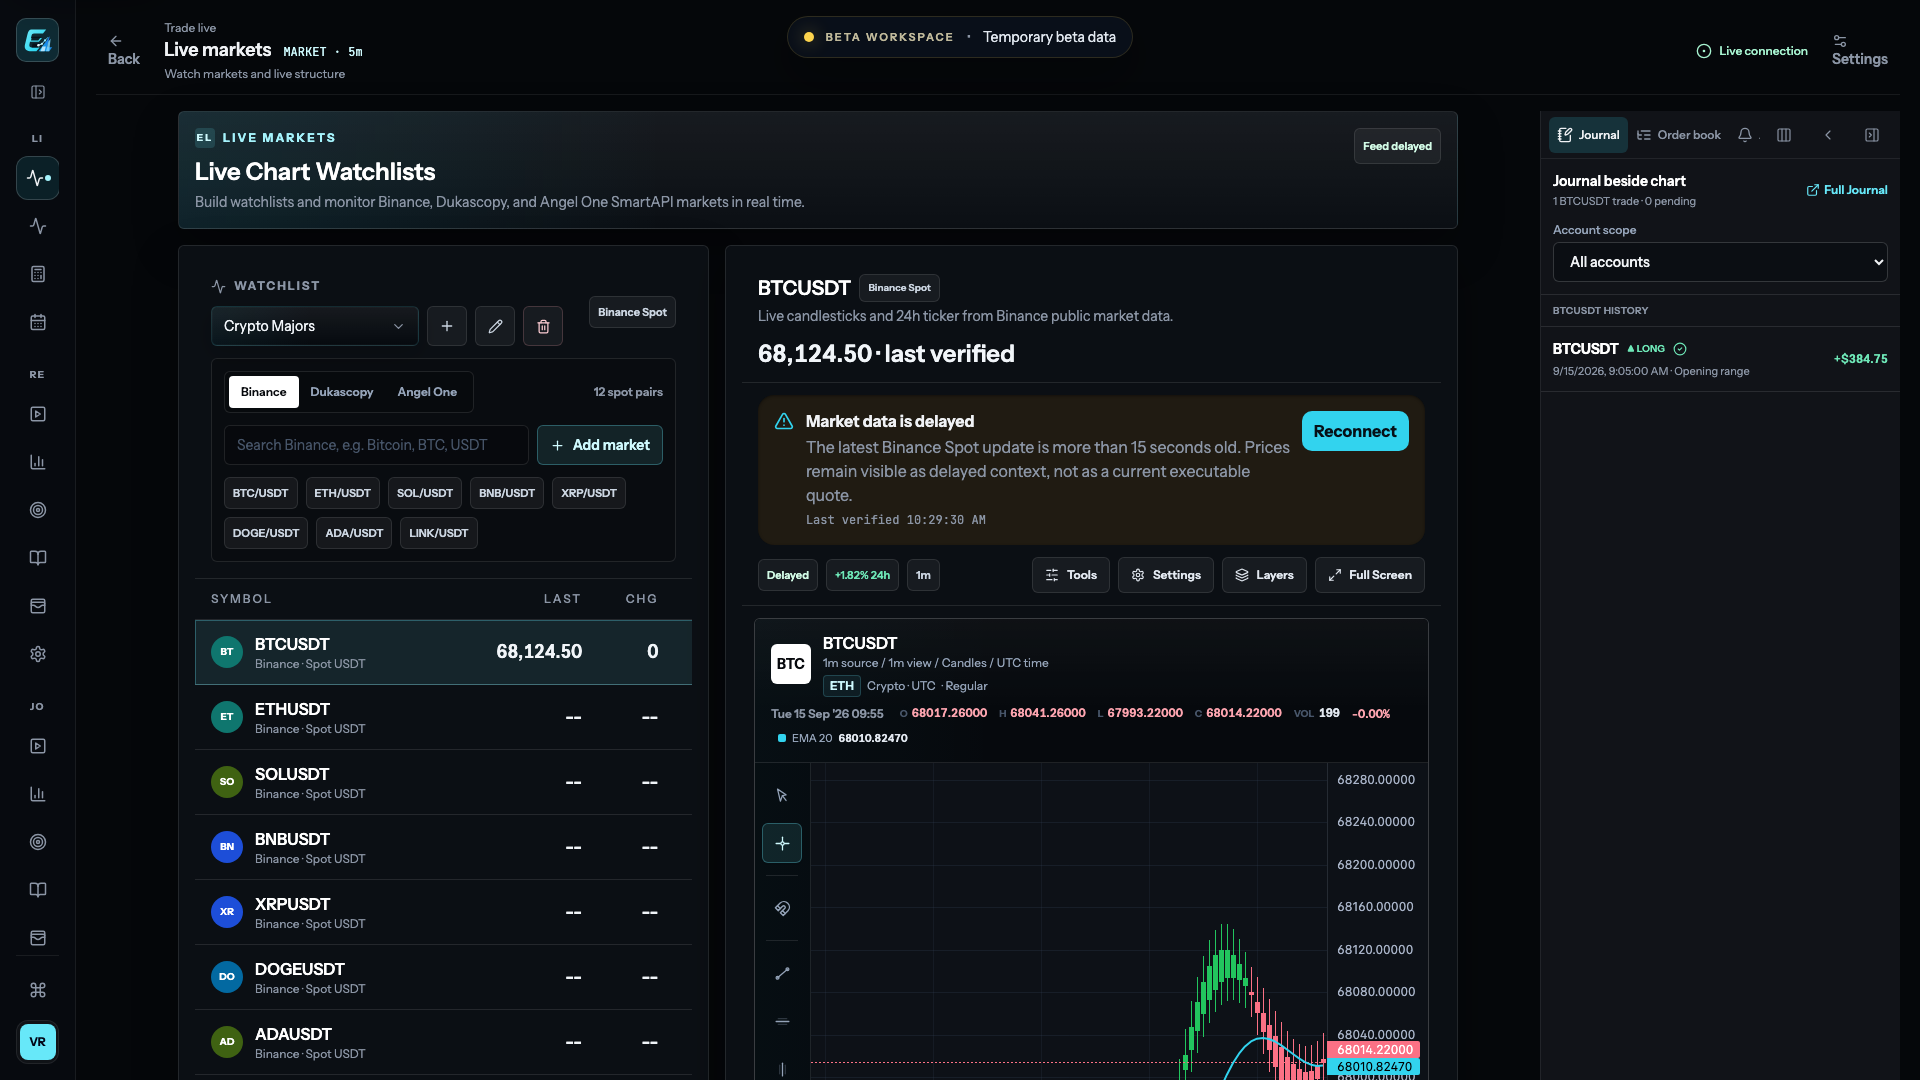 Back
Trade live
Live markets MARKET · 5m
Watch markets and live structure
BETA WORKSPACE · Temporary beta data
Live connection
Settings
LI
RE
JO
VR
EL LIVE MARKETS
Live Chart Watchlists
Build watchlists and monitor Binance, Dukascopy, and Angel One SmartAPI markets in real time.
Feed delayed
WATCHLIST
Crypto Majors
Binance Spot
Binance Dukascopy Angel One 12 spot pairs
Search Binance, e.g. Bitcoin, BTC, USDT
+ Add market
BTC/USDT ETH/USDT SOL/USDT BNB/USDT XRP/USDT
DOGE/USDT ADA/USDT LINK/USDT
SYMBOL LAST CHG
BT BTCUSDT 68,124.50 0
Binance · Spot USDT
ET ETHUSDT -- --
Binance · Spot USDT
SO SOLUSDT -- --
Binance · Spot USDT
BN BNBUSDT -- --
Binance · Spot USDT
XR XRPUSDT -- --
Binance · Spot USDT
DO DOGEUSDT -- --
Binance · Spot USDT
AD ADAUSDT -- --
Binance · Spot USDT
BTCUSDT Binance Spot
Live candlesticks and 24h ticker from Binance public market data.
68,124.50 · last verified
Market data is delayed
The latest Binance Spot update is more than 15 seconds old. Prices
remain visible as delayed context, not as a current executable
quote.
Last verified 10:29:30 AM
Reconnect
Delayed +1.82% 24h 1m
Tools Settings Layers Full Screen
BTC
BTCUSDT
1m source / 1m view / Candles / UTC time
ETH Crypto · UTC · Regular
Tue 15 Sep '26 09:55 O 68017.26000 H 68041.26000 L 67993.22000 C 68014.22000 VOL 199 -0.00%
EMA 20 68010.82470
68280.00000
68240.00000
68200.00000
68160.00000
68120.00000
68080.00000
68040.00000
68014.22000
68010.82470
Journal Order book
Journal beside chart
1 BTCUSDT trade · 0 pending
Full Journal
Account scope
All accounts
BTCUSDT HISTORY
BTCUSDT ▲ LONG
9/15/2026, 9:05:00 AM · Opening range
+$384.75